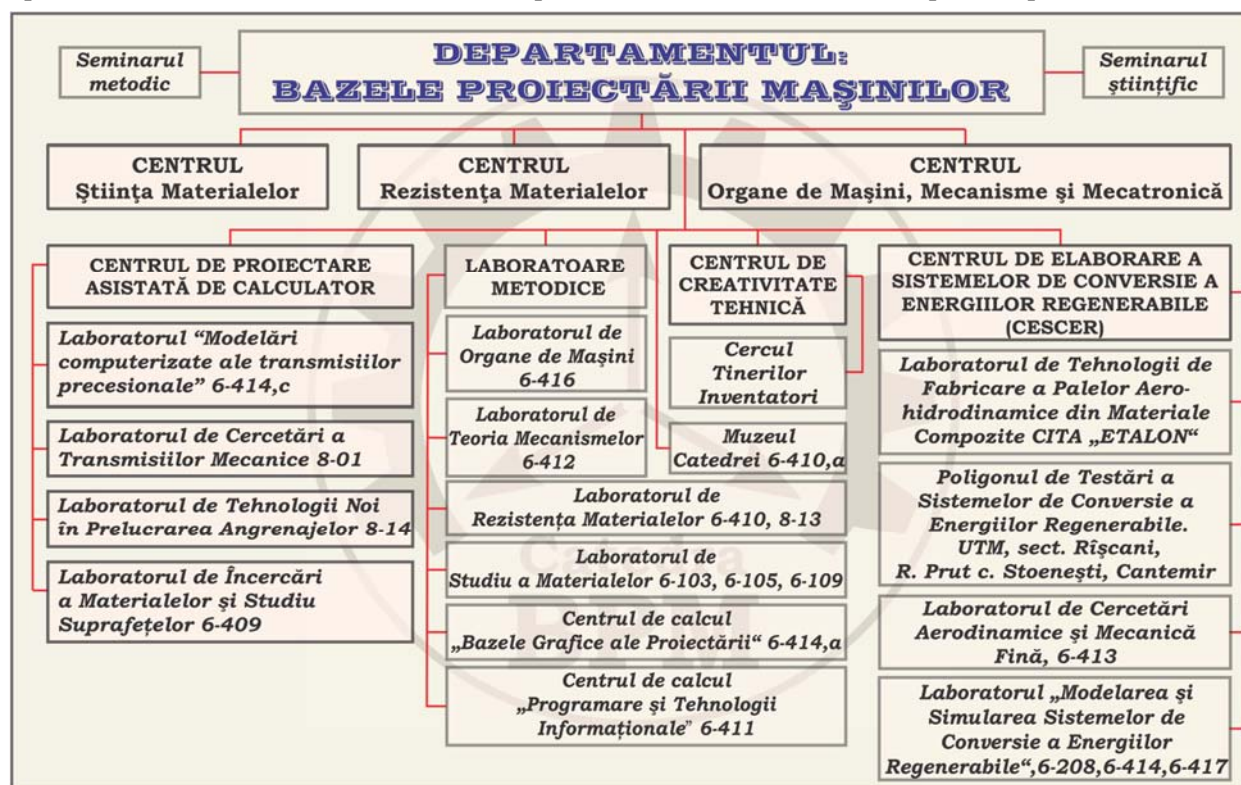 Seminarul
metodic
DEPARTAMENTUL:
BAZELE PROIECTĂRII MAŞINILOR
Seminarul
ştiinţific
CENTRUL
Ştiinţa Materialelor
CENTRUL
Rezistenţa Materialelor
CENTRUL
Organe de Maşini, Mecanisme şi Mecatronică
CENTRUL DE PROIECTARE
ASISTATĂ DE CALCULATOR
Laboratorul “Modelări
computerizate ale transmisiilor
precesionale” 6-414,c
Laboratorul de Cercetări a
Transmisiilor Mecanice 8-01
Laboratorul de Tehnologii Noi
în Prelucrarea Angrenajelor 8-14
Laboratorul de Încercări
a Materialelor şi Studiu
Suprafeţelor 6-409
LABORATOARE
METODICE
Laboratorul de
Organe de Maşini
6-416
Laboratorul de
Teoria Mecanismelor
6-412
Laboratorul de
Rezistenţa Materialelor 6-410, 8-13
Laboratorul de
Studiu a Materialelor 6-103, 6-105, 6-109
Centrul de calcul
„Bazele Grafice ale Proiectării“ 6-414,a
Centrul de calcul
„Programare şi Tehnologii
Informaţionale” 6-411
CENTRUL DE
CREATIVITATE
TEHNICĂ
Cercul
Tinerilor
Inventatori
Muzeul
Catedrei 6-410,a
CENTRUL DE ELABORARE A
SISTEMELOR DE CONVERSIE A
ENERGIILOR REGENERABILE
(CESCER)
Laboratorul de Tehnologii de
Fabricare a Palelor Aero-
hidrodinamice din Materiale
Compozite CITA „ETALON“
Poligonul de Testări a
Sistemelor de Conversie a
Energiilor Regenerabile.
UTM, sect. Rîşcani,
R. Prut c. Stoeneşti, Cantemir
Laboratorul de Cercetări
Aerodinamice şi Mecanică
Fină, 6-413
Laboratorul „Modelarea şi
Simularea Sistemelor de
Conversie a Energiilor
Regenerabile“,6-208,6-414,6-417
Catedra
BPM